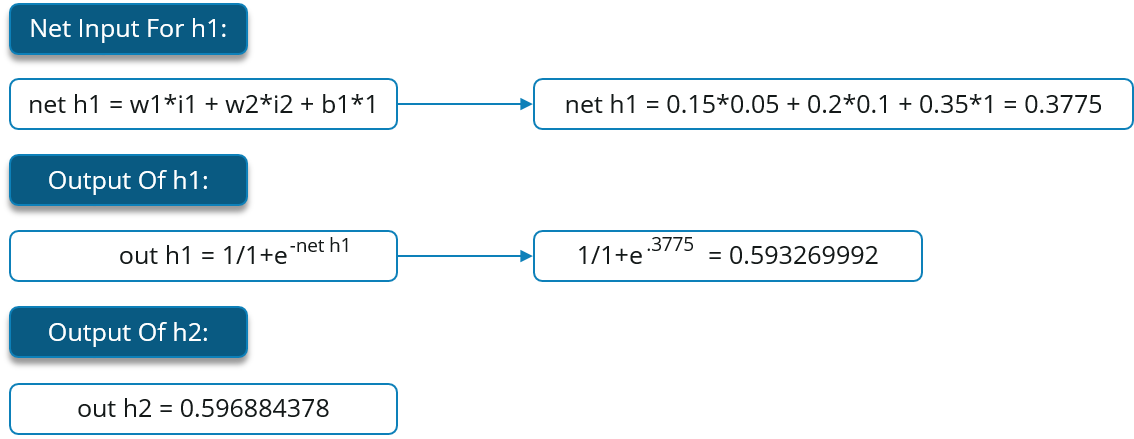 Net Input For h1:
net h1 = w1*i1 + w2*i2 + b1*1
net h1 = 0.15*0.05 + 0.2*0.1 + 0.35*1 = 0.3775
Output Of h1:
out h1 = 1/1+e^-net h1
1/1+e^.3775 = 0.593269992
Output Of h2:
out h2 = 0.596884378